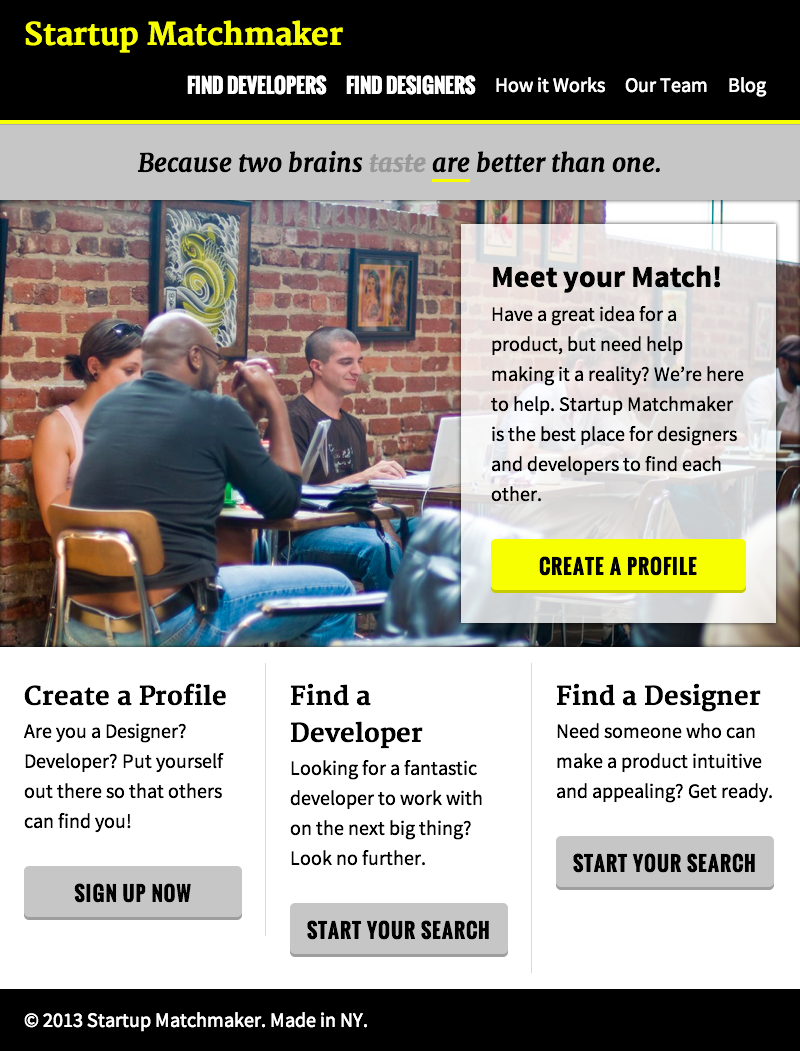 Startup Matchmaker
FIND DEVELOPERS FIND DESIGNERS How it Works Our Team Blog
Because two brains taste are better than one.
Meet your Match!
Have a great idea for a
product, but need help
making it a reality? We’re here
to help. Startup Matchmaker
is the best place for designers
and developers to find each
other.
CREATE A PROFILE
Create a Profile
Are you a Designer?
Developer? Put yourself
out there so that others
can find you!
SIGN UP NOW
Find a
Developer
Looking for a fantastic
developer to work with
on the next big thing?
Look no further.
START YOUR SEARCH
Find a Designer
Need someone who can
make a product intuitive
and appealing? Get ready.
START YOUR SEARCH
© 2013 Startup Matchmaker. Made in NY.